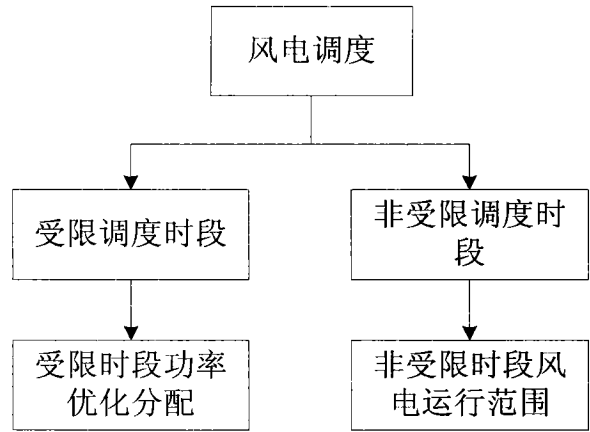 风电调度
受限调度时段
非受限调度时
段
受限时段功率
优化分配
非受限时段风
电运行范围